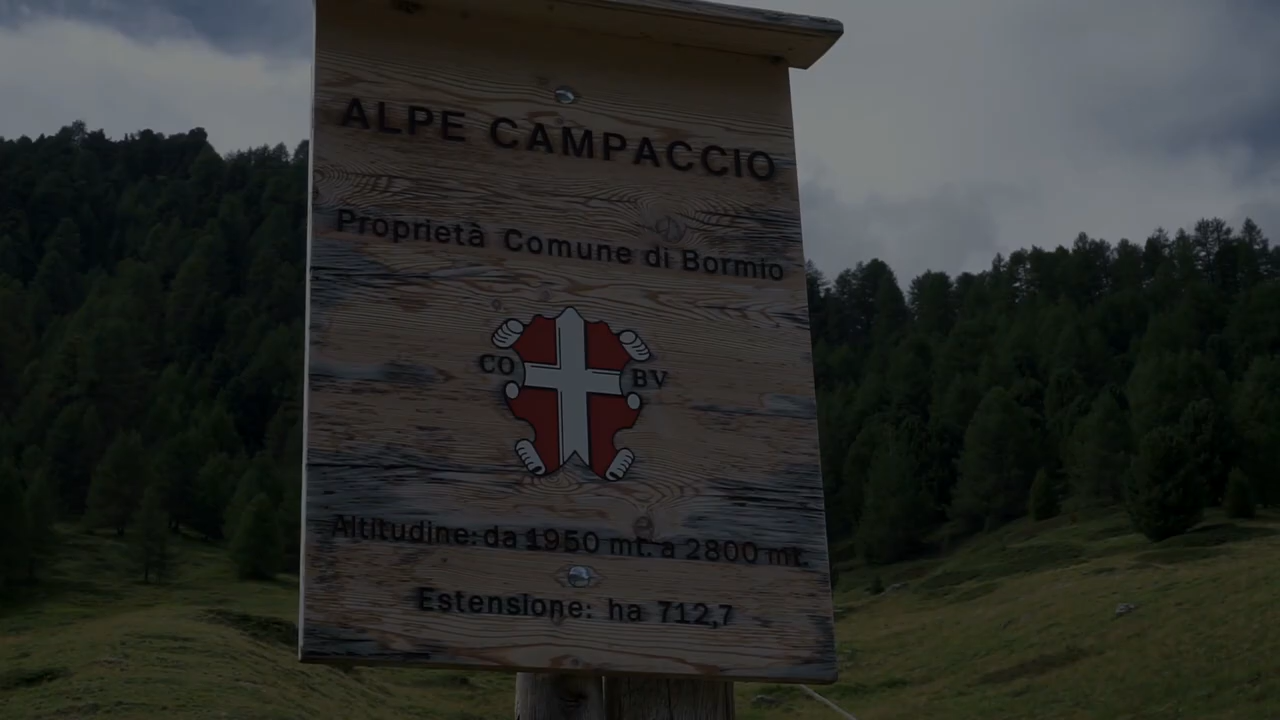 ALPE CAMPACCIO
Proprietà Comune di Bormio
CO BV
Altitudine: da 1950 mt. a 2800 mt.
Estensione: ha 712,7